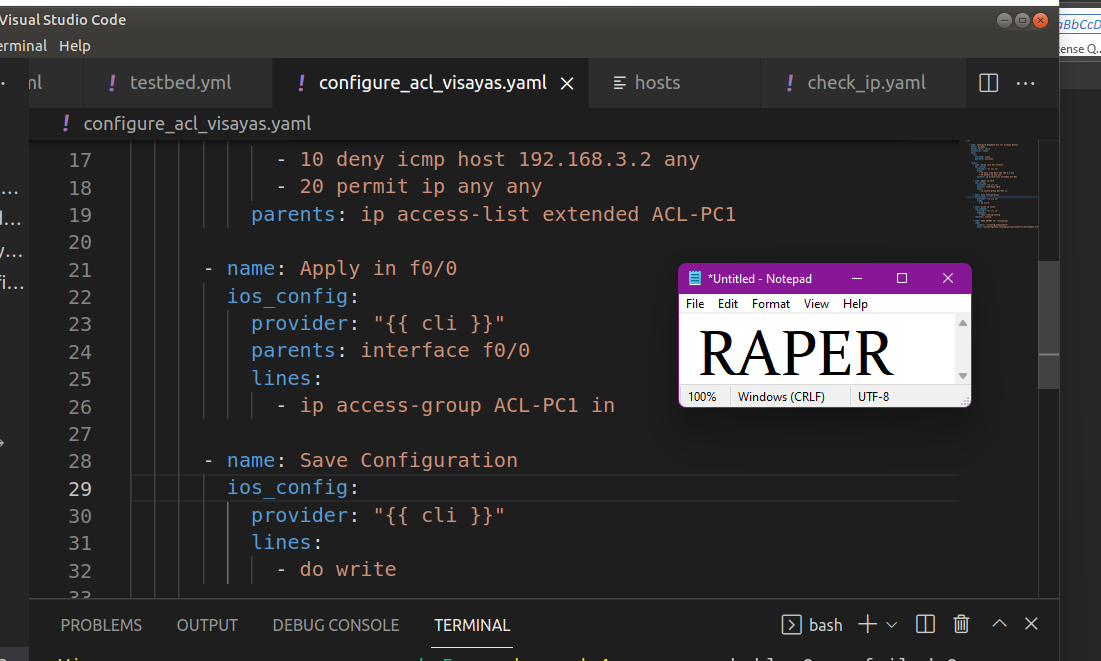 Visual Studio Code
Terminal Help
testbed.yml
configure_acl_visayas.yaml
hosts
check_ip.yaml
configure_acl_visayas.yaml
17 - 10 deny icmp host 192.168.3.2 any
18 - 20 permit ip any any
19 parents: ip access-list extended ACL-PC1
20
21 - name: Apply in f0/0
22 ios_config:
23 provider: "{{ cli }}"
24 parents: interface f0/0
25 lines:
26 - ip access-group ACL-PC1 in
27
28 - name: Save Configuration
29 ios_config:
30 provider: "{{ cli }}"
31 lines:
32 - do write
33
*Untitled - Notepad
File Edit Format View Help
RAPER
100% Windows (CRLF) UTF-8
PROBLEMS OUTPUT DEBUG CONSOLE TERMINAL
bash